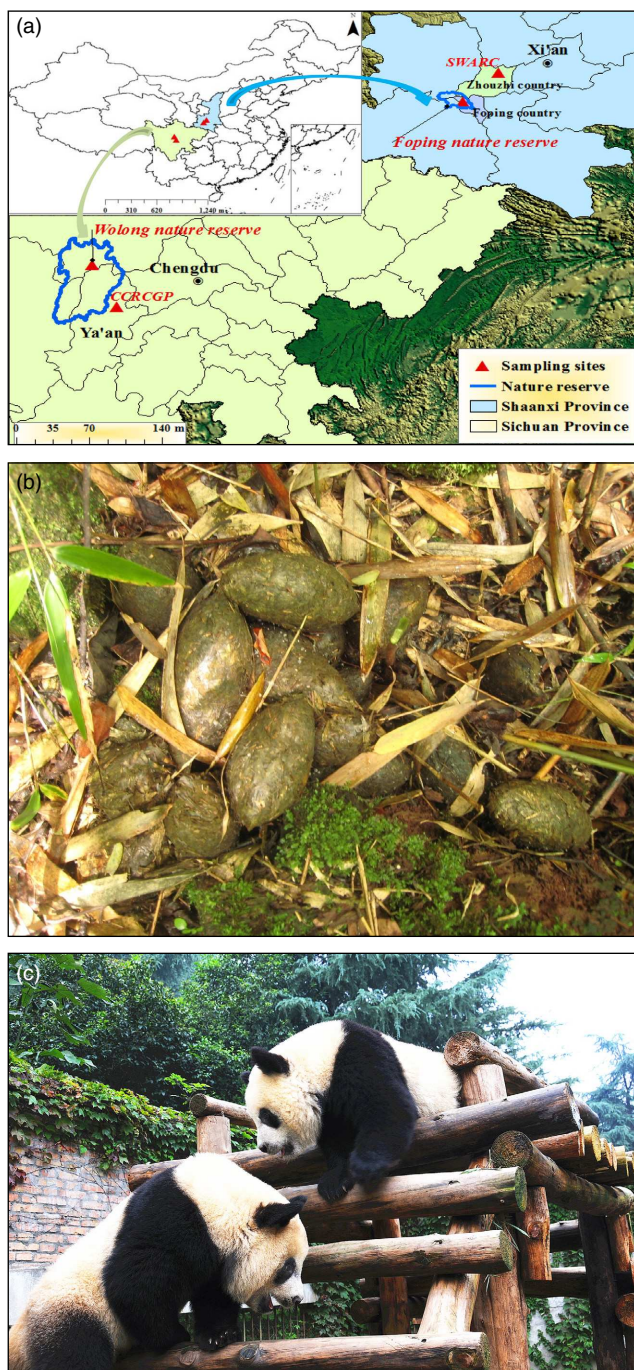 (a)
Xi'an
SWARC
Zhouzhi country
Foping country
Foping nature reserve
0 310 620 1,240 mi
Wolong nature reserve
Chengdu
CCRCGP
Ya'an
Sampling sites
Nature reserve
Shaanxi Province
Sichuan Province
0 35 70 140 m
(b)
(c)